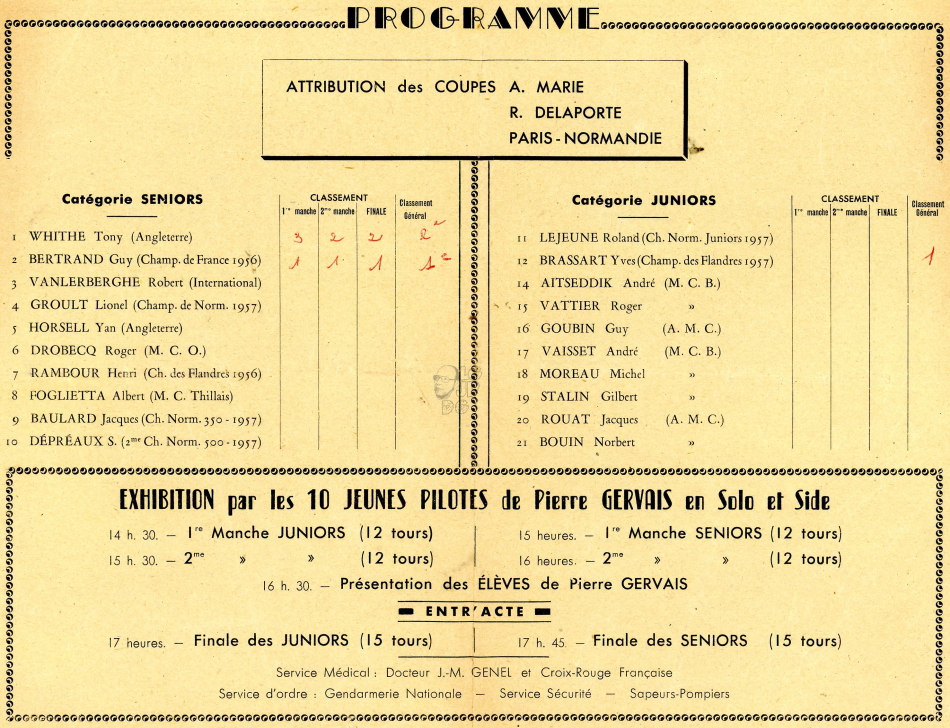 PROGRAMME
ATTRIBUTION des COUPES A. MARIE
R. DELAPORTE
PARIS-NORMANDIE
Catégorie SENIORS
CLASSEMENT
1re manche 2me manche FINALE Classement Général
1 WHITHE Tony (Angleterre) 3 2 2 2e
2 BERTRAND Guy (Champ. de France 1956) 1 1 1 1e
3 VANLERBERGHE Robert (International)
4 GROULT Lionel (Champ. de Norm. 1957)
5 HORSELL Yan (Angleterre)
6 DROBECQ Roger (M. C. O.)
7 RAMBOUR Henri (Ch. des Flandres 1956)
8 FOGLIETTA Albert (M. C. Thillais)
9 BAULARD Jacques (Ch. Norm. 350 - 1957)
10 DÉPRÉAUX S. (2me Ch. Norm. 500 - 1957)
Catégorie JUNIORS
CLASSEMENT
1re manche 2me manche FINALE Classement Général
11 LEJEUNE Roland (Ch. Norm. Juniors 1957)
12 BRASSART Yves (Champ. des Flandres 1957) 1
14 AITSEDDIK André (M. C. B.)
15 VATTIER Roger »
16 GOUBIN Guy (A. M. C.)
17 VAISSET André (M. C. B.)
18 MOREAU Michel »
19 STALIN Gilbert »
20 ROUAT Jacques (A. M. C.)
21 BOUIN Norbert »
EXHIBITION par les 10 JEUNES PILOTES de Pierre GERVAIS en Solo et Side
14 h. 30. — 1re Manche JUNIORS (12 tours)
15 h. 30. — 2me » » (12 tours)
15 heures. — 1re Manche SENIORS (12 tours)
16 heures. — 2me » » (12 tours)
16 h. 30. — Présentation des ÉLÈVES de Pierre GERVAIS
ENTR'ACTE
17 heures. — Finale des JUNIORS (15 tours)
17 h. 45. — Finale des SENIORS (15 tours)
Service Médical : Docteur J.-M. GENEL et Croix-Rouge Française
Service d'ordre : Gendarmerie Nationale — Service Sécurité — Sapeurs-Pompiers